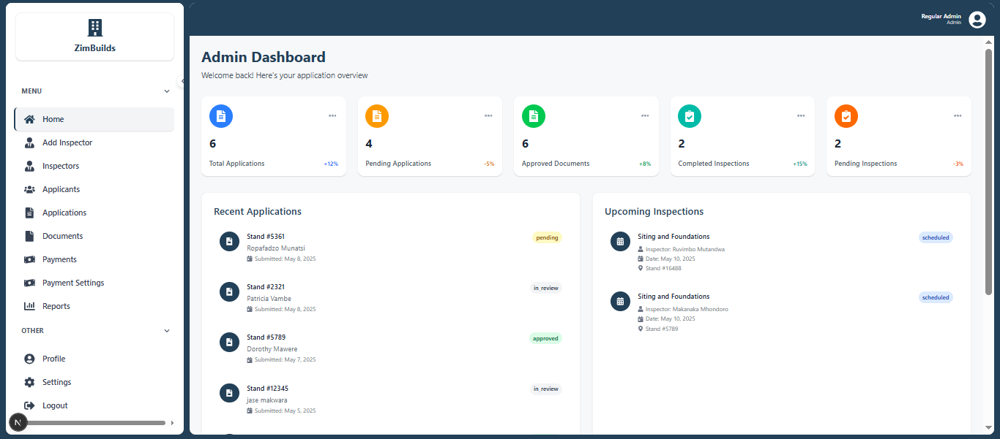 ZimBuilds
MENU
Home
Add Inspector
Inspectors
Applicants
Applications
Documents
Payments
Payment Settings
Reports
OTHER
Profile
Settings
Logout
N
Regular Admin
Admin
Admin Dashboard
Welcome back! Here's your application overview
6
Total Applications +12%
4
Pending Applications -5%
6
Approved Documents +8%
2
Completed Inspections +15%
2
Pending Inspections -3%
Recent Applications
Stand #5361 pending
Ropafadzo Munatsi
Submitted: May 8, 2025
Stand #2321 in_review
Patricia Vambe
Submitted: May 8, 2025
Stand #5789 approved
Dorothy Mawere
Submitted: May 7, 2025
Stand #12345 in_review
jase makwara
Submitted: May 5, 2025
Upcoming Inspections
Siting and Foundations scheduled
Inspector: Ruvimbo Mutandwa
Date: May 10, 2025
Stand #16488
Siting and Foundations scheduled
Inspector: Makanaka Mhondoro
Date: May 10, 2025
Stand #5789